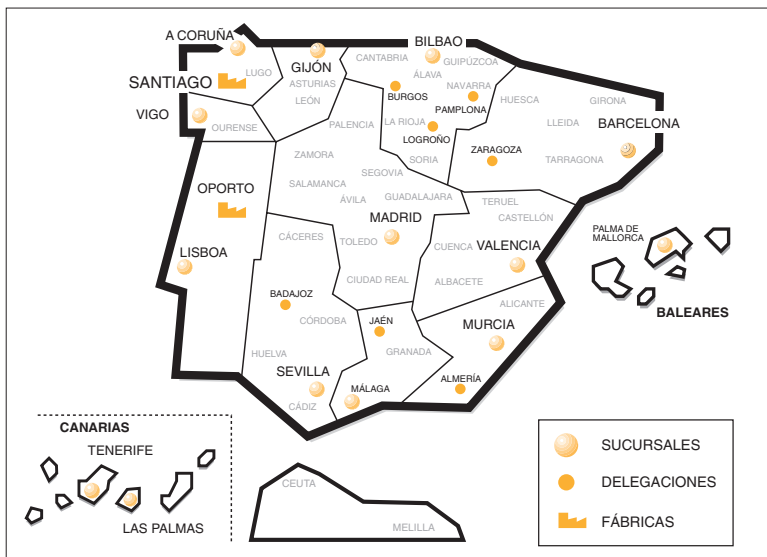 A CORUÑA
BILBAO
GIJÓN
CANTABRIA
GUIPÚZCOA
LUGO
ÁLAVA
SANTIAGO
ASTURIAS
NAVARRA
BURGOS
LEÓN
HUESCA
GIRONA
PAMPLONA
VIGO
OURENSE
PALENCIA
LA RIOJA
LLEIDA
BARCELONA
LOGROÑO
ZARAGOZA
ZAMORA
SORIA
TARRAGONA
SEGOVIA
SALAMANCA
OPORTO
ÁVILA
GUADALAJARA
TERUEL
CASTELLÓN
MADRID
PALMA DE
MALLORCA
CÁCERES
TOLEDO
CUENCA
VALENCIA
LISBOA
CIUDAD REAL
ALBACETE
BADAJOZ
ALICANTE
BALEARES
CÓRDOBA
JAÉN
MURCIA
HUELVA
GRANADA
SEVILLA
ALMERÍA
MÁLAGA
CÁDIZ
CANARIAS
TENERIFE
LAS PALMAS
CEUTA
MELILLA
SUCURSALES
DELEGACIONES
FÁBRICAS